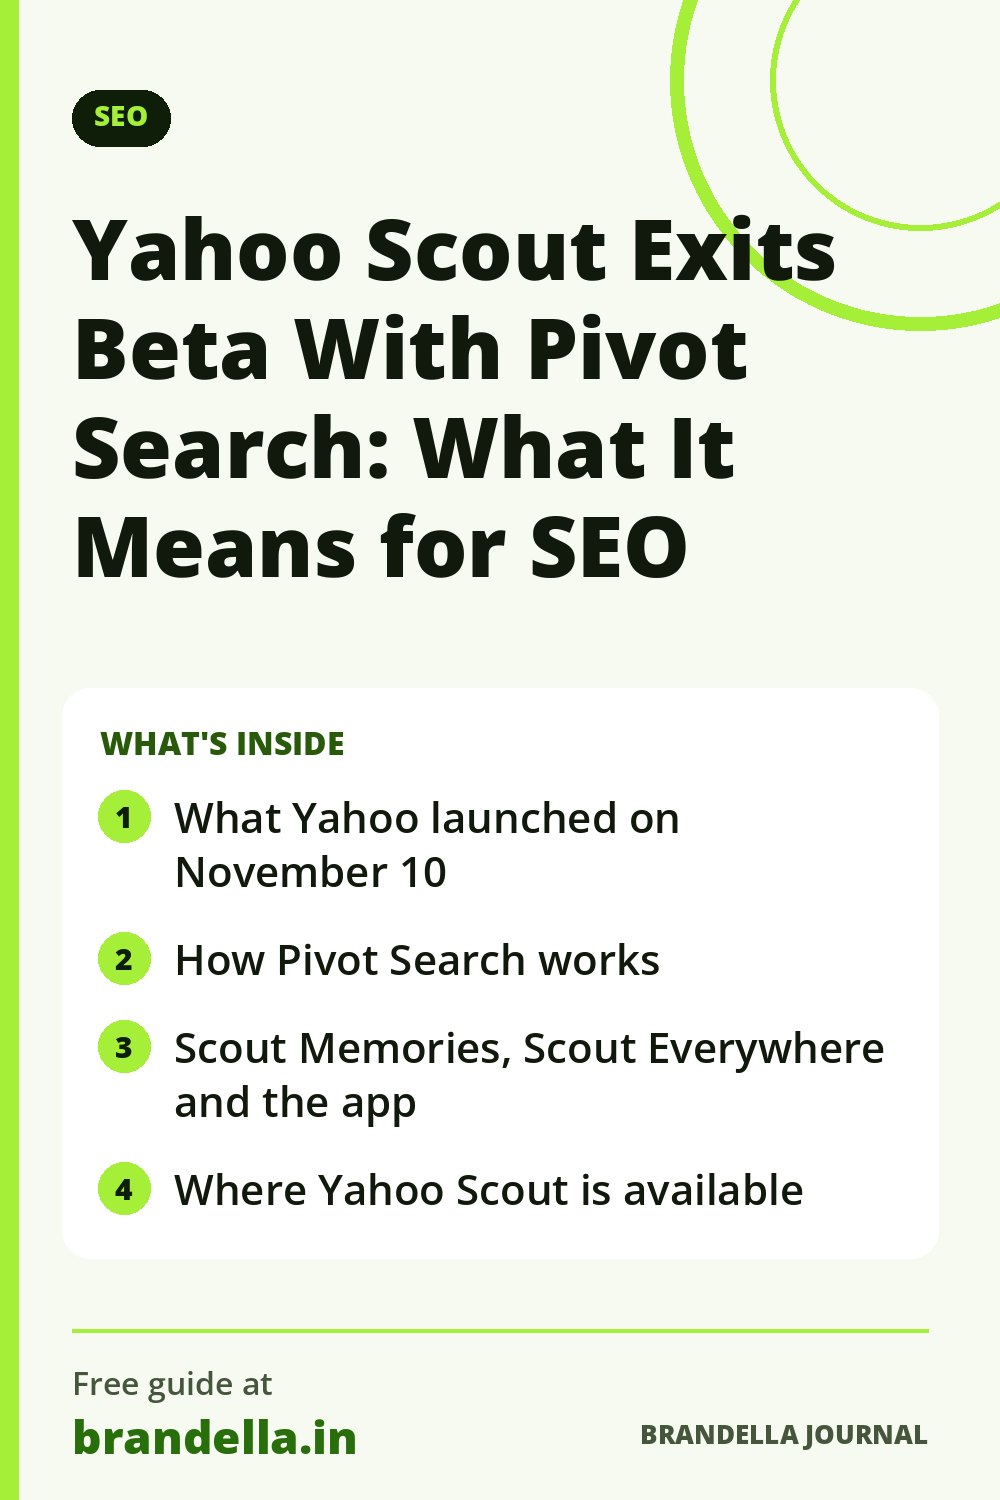 SEO
Yahoo Scout Exits
Beta With Pivot
Search: What It
Means for SEO
WHAT'S INSIDE
1 What Yahoo launched on
November 10
2 How Pivot Search works
3 Scout Memories, Scout Everywhere
and the app
4 Where Yahoo Scout is available
Free guide at
brandella.in
BRANDELLA JOURNAL